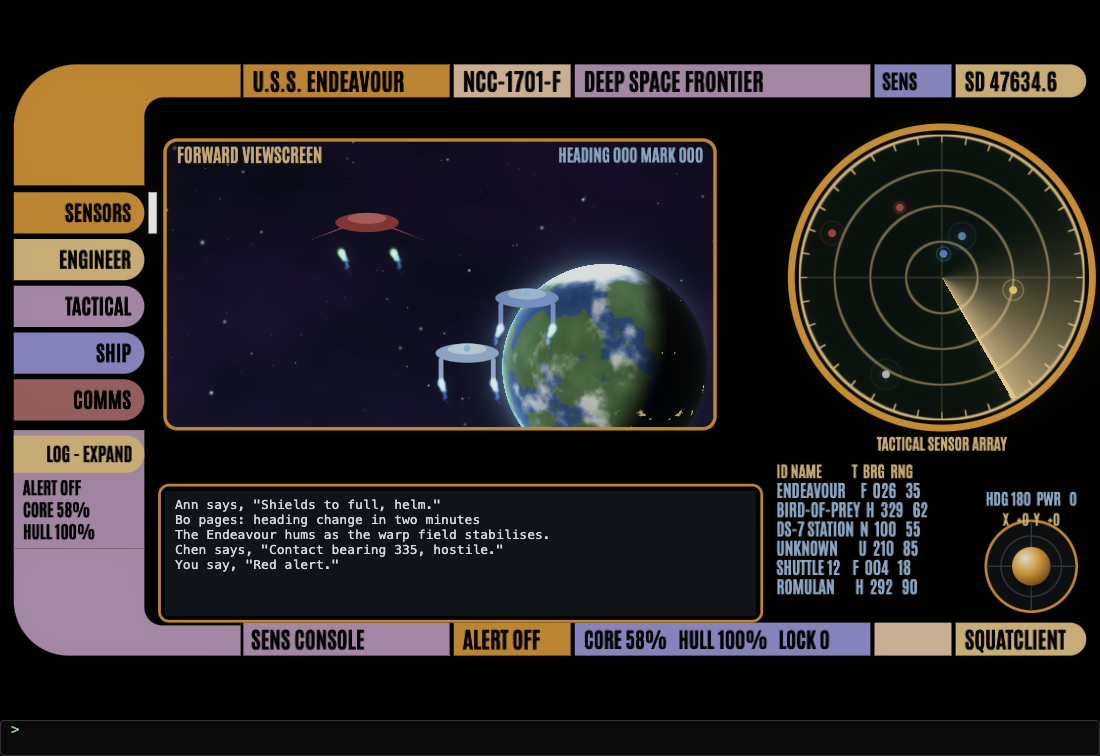 U.S.S. ENDEAVOUR NCC-1701-F DEEP SPACE FRONTIER SENS SD 47634.6
FORWARD VIEWSCREEN HEADING 000 MARK 000
SENSORS
ENGINEER
TACTICAL
SHIP
COMMS
LOG - EXPAND
ALERT OFF
CORE 58%
HULL 100%
TACTICAL SENSOR ARRAY
ID NAME T BRG RNG
ENDEAVOUR F 026 35
BIRD-OF-PREY H 329 62
DS-7 STATION N 100 55
UNKNOWN U 210 85
SHUTTLE 12 F 004 18
ROMULAN H 292 90
HDG 180 PWR 0
X +0 Y +0
Ann says, "Shields to full, helm."
Bo pages: heading change in two minutes
The Endeavour hums as the warp field stabilises.
Chen says, "Contact bearing 335, hostile."
You say, "Red alert."
SENS CONSOLE ALERT OFF CORE 58% HULL 100% LOCK 0 SQUATCLIENT
>